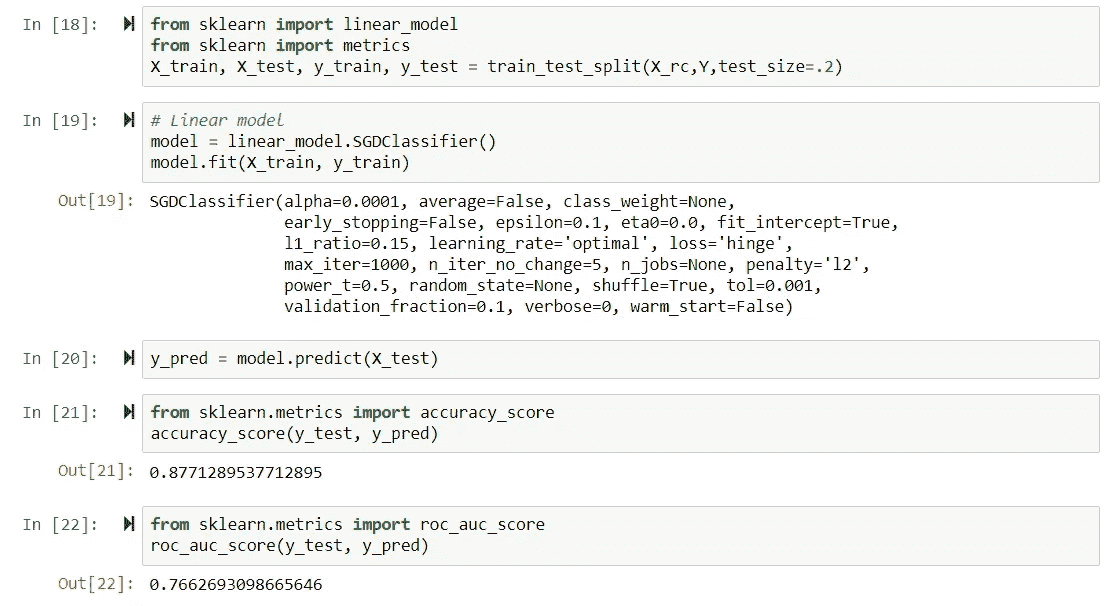 In [18]: from sklearn import linear_model
from sklearn import metrics
X_train, X_test, y_train, y_test = train_test_split(X_rc,Y,test_size=.2)
In [19]: # Linear model
model = linear_model.SGDClassifier()
model.fit(X_train, y_train)
Out[19]: SGDClassifier(alpha=0.0001, average=False, class_weight=None,
early_stopping=False, epsilon=0.1, eta0=0.0, fit_intercept=True,
l1_ratio=0.15, learning_rate='optimal', loss='hinge',
max_iter=1000, n_iter_no_change=5, n_jobs=None, penalty='l2',
power_t=0.5, random_state=None, shuffle=True, tol=0.001,
validation_fraction=0.1, verbose=0, warm_start=False)
In [20]: y_pred = model.predict(X_test)
In [21]: from sklearn.metrics import accuracy_score
accuracy_score(y_test, y_pred)
Out[21]: 0.8771289537712895
In [22]: from sklearn.metrics import roc_auc_score
roc_auc_score(y_test, y_pred)
Out[22]: 0.7662693098665646